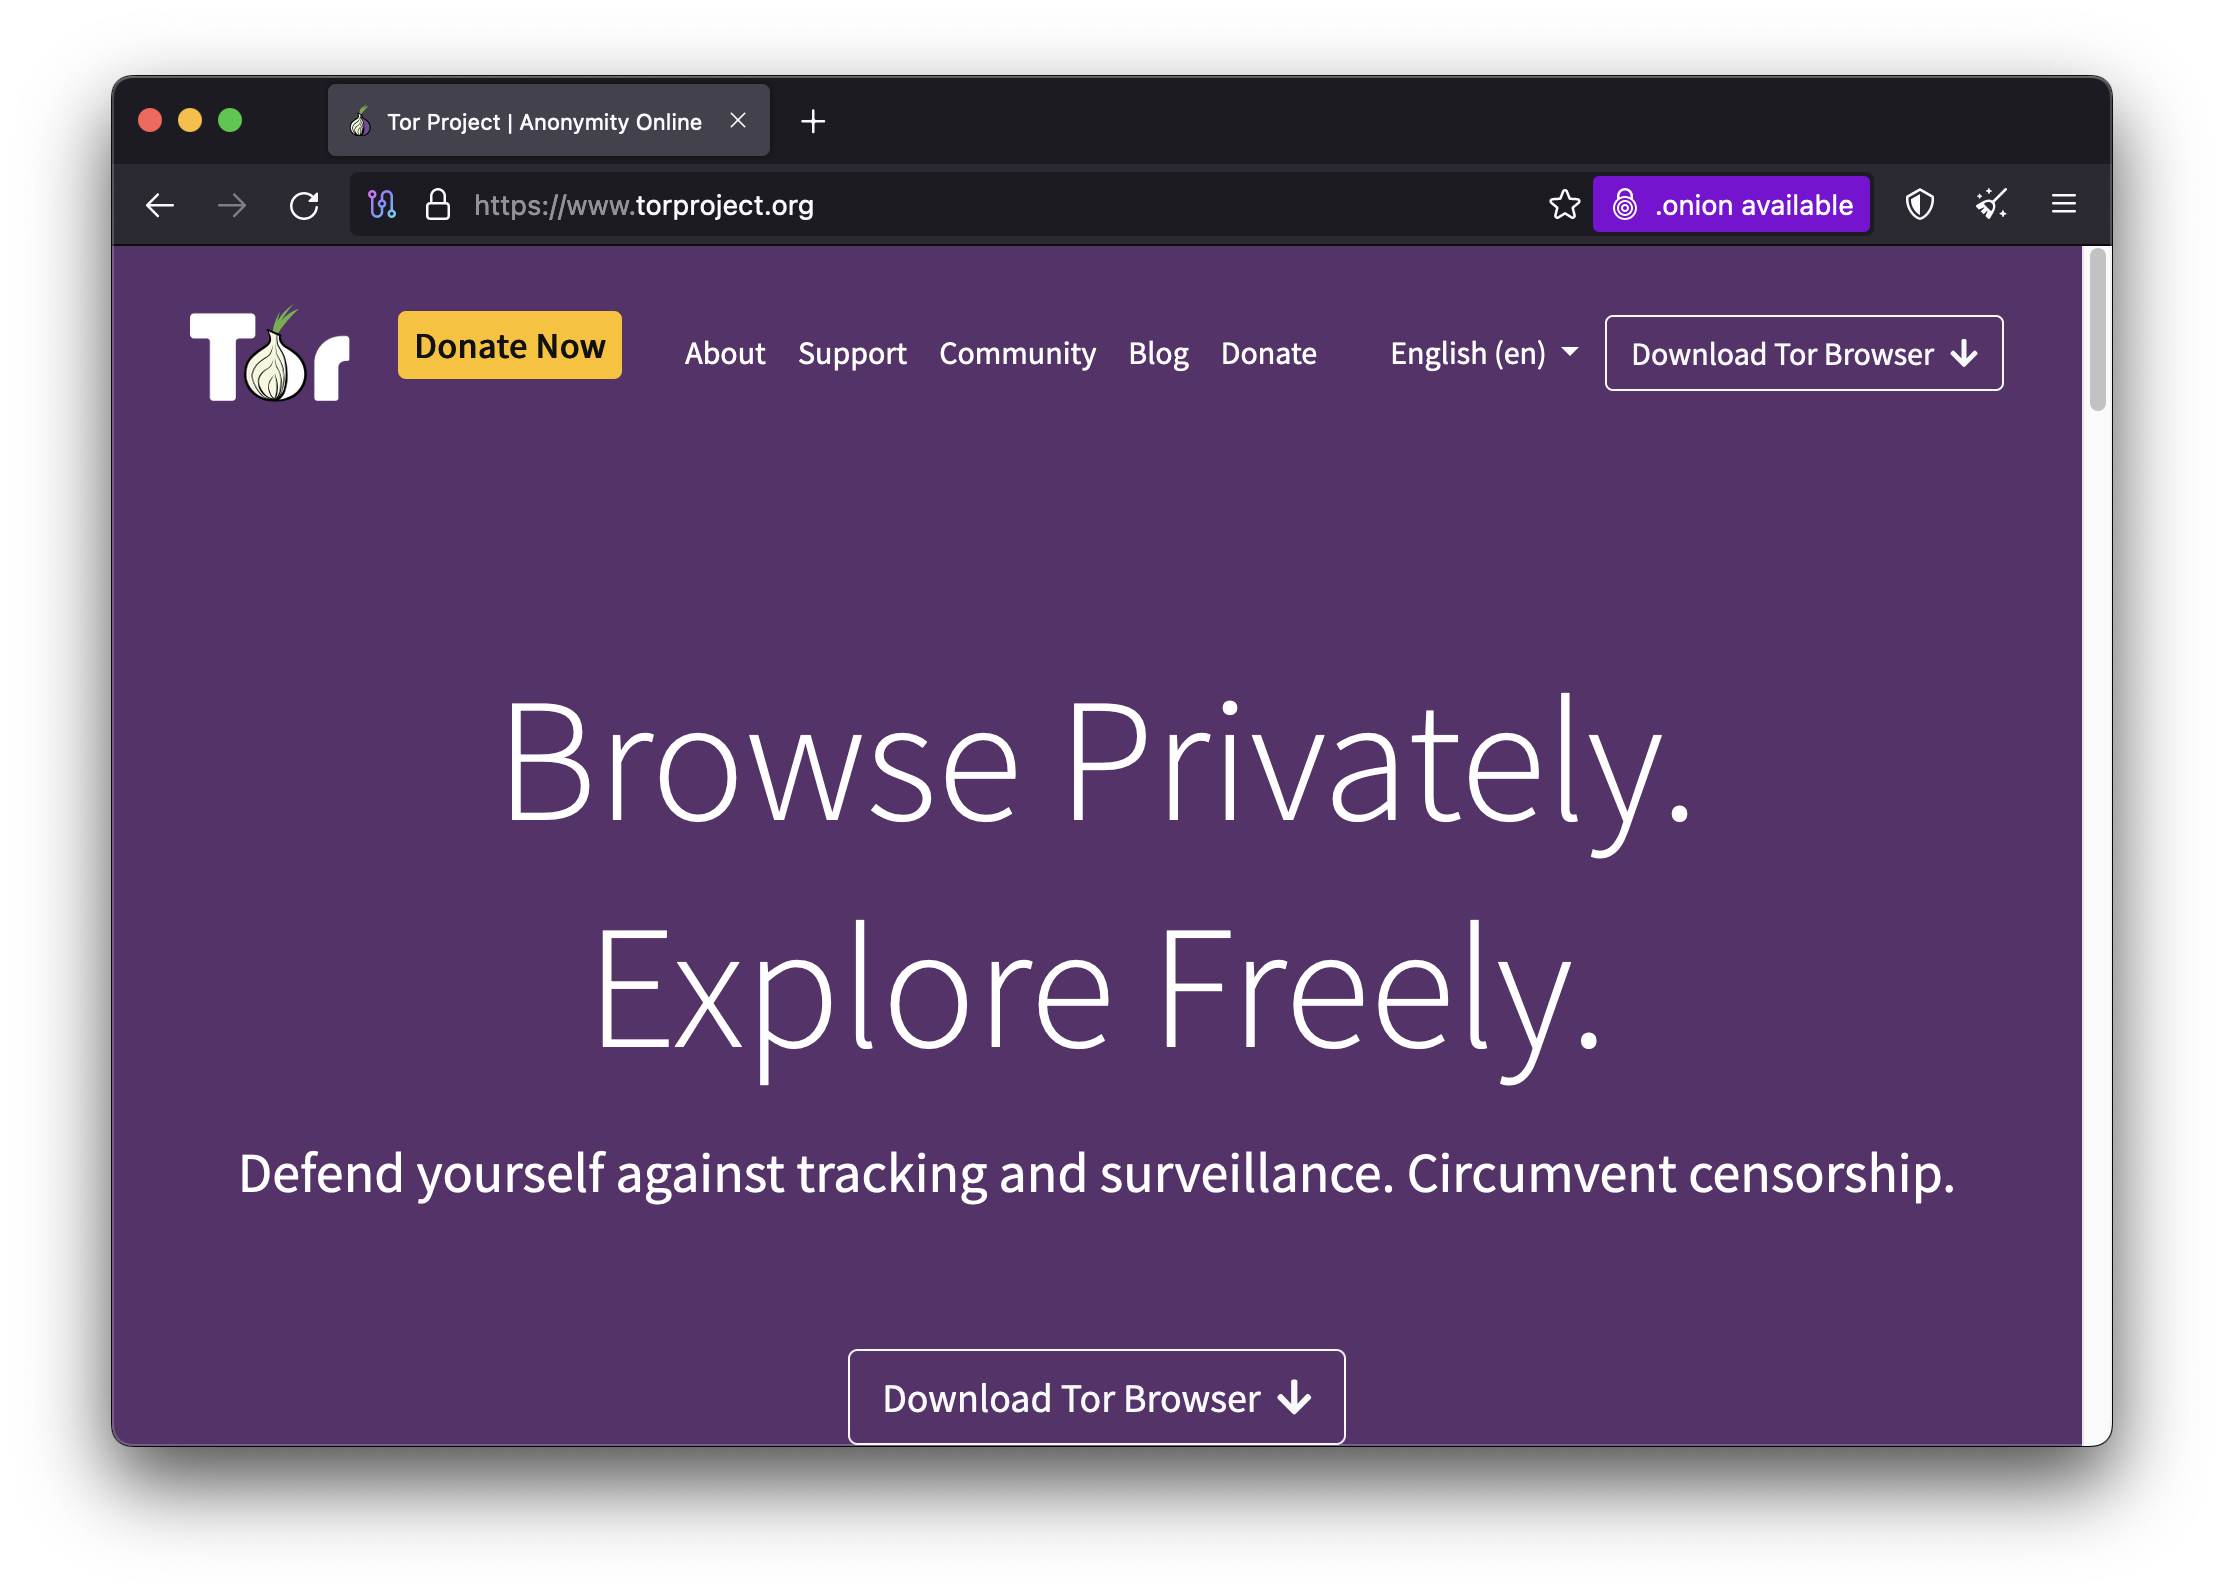 Tor Project | Anonymity Online
https://www.torproject.org
.onion available
Tor
Donate Now
About
Support
Community
Blog
Donate
English (en)
Download Tor Browser
Browse Privately.
Explore Freely.
Defend yourself against tracking and surveillance. Circumvent censorship.
Download Tor Browser